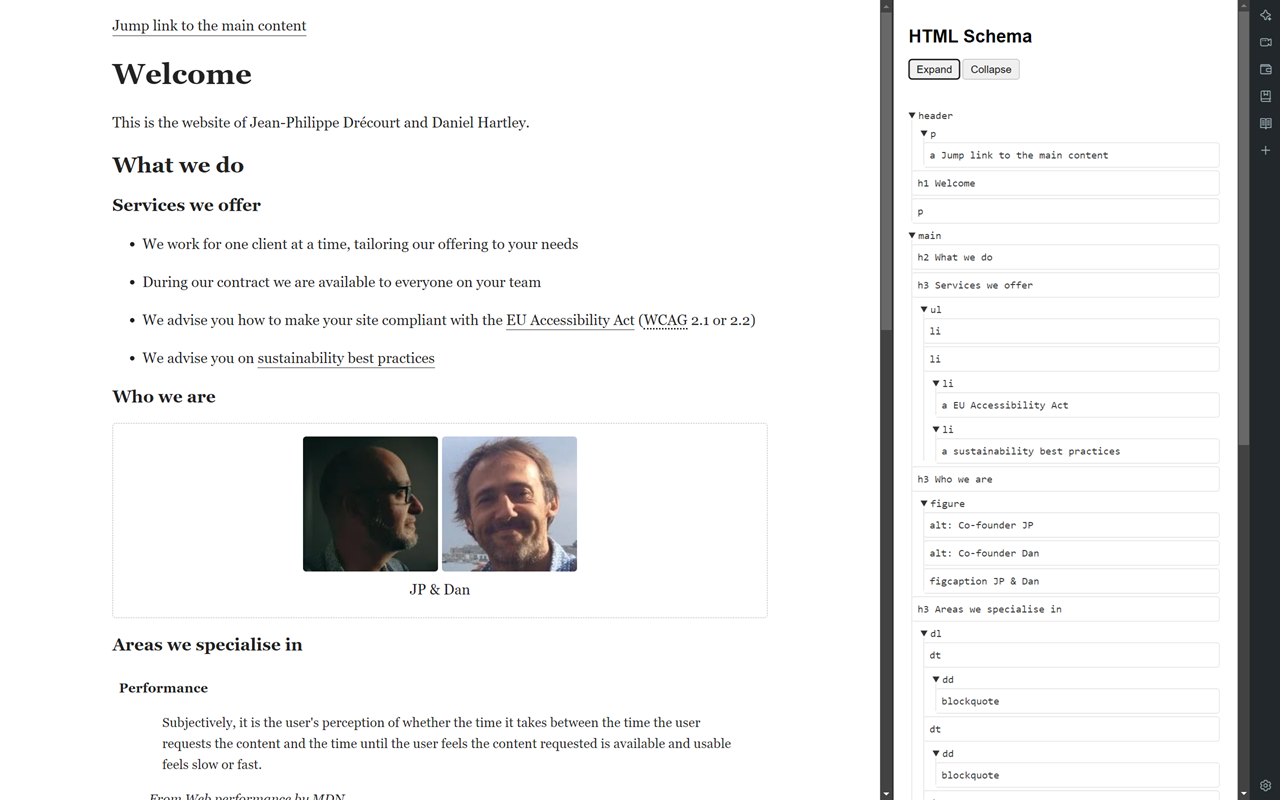 Jump link to the main content
Welcome
This is the website of Jean-Philippe Drécourt and Daniel Hartley.
What we do
Services we offer
• We work for one client at a time, tailoring our offering to your needs
• During our contract we are available to everyone on your team
• We advise you how to make your site compliant with the EU Accessibility Act (WCAG 2.1 or 2.2)
• We advise you on sustainability best practices
Who we are
JP & Dan
Areas we specialise in
Performance
Subjectively, it is the user's perception of whether the time it takes between the time the user
requests the content and the time until the user feels the content requested is available and usable
feels slow or fast.
From Web performance by MDN
HTML Schema
Expand Collapse
header
p
a Jump link to the main content
h1 Welcome
p
main
h2 What we do
h3 Services we offer
ul
li
li
li
a EU Accessibility Act
li
a sustainability best practices
h3 Who we are
figure
alt: Co-founder JP
alt: Co-founder Dan
figcaption JP & Dan
h3 Areas we specialise in
dl
dt
dd
blockquote
dt
dd
blockquote